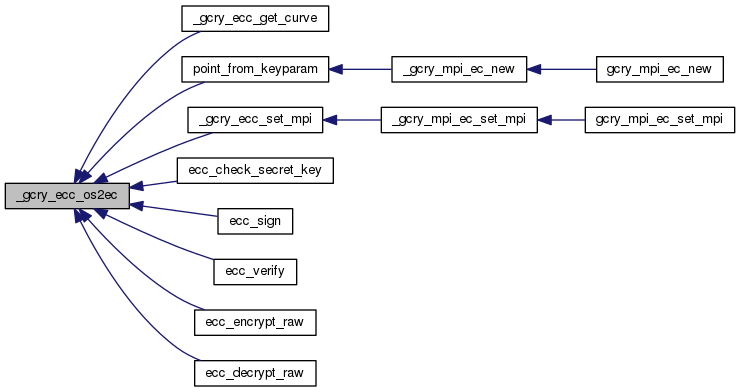 _gcry_ecc_get_curve
point_from_keyparam
_gcry_mpi_ec_new
gcry_mpi_ec_new
_gcry_ecc_set_mpi
_gcry_mpi_ec_set_mpi
gcry_mpi_ec_set_mpi
ecc_check_secret_key
_gcry_ecc_os2ec
ecc_sign
ecc_verify
ecc_encrypt_raw
ecc_decrypt_raw